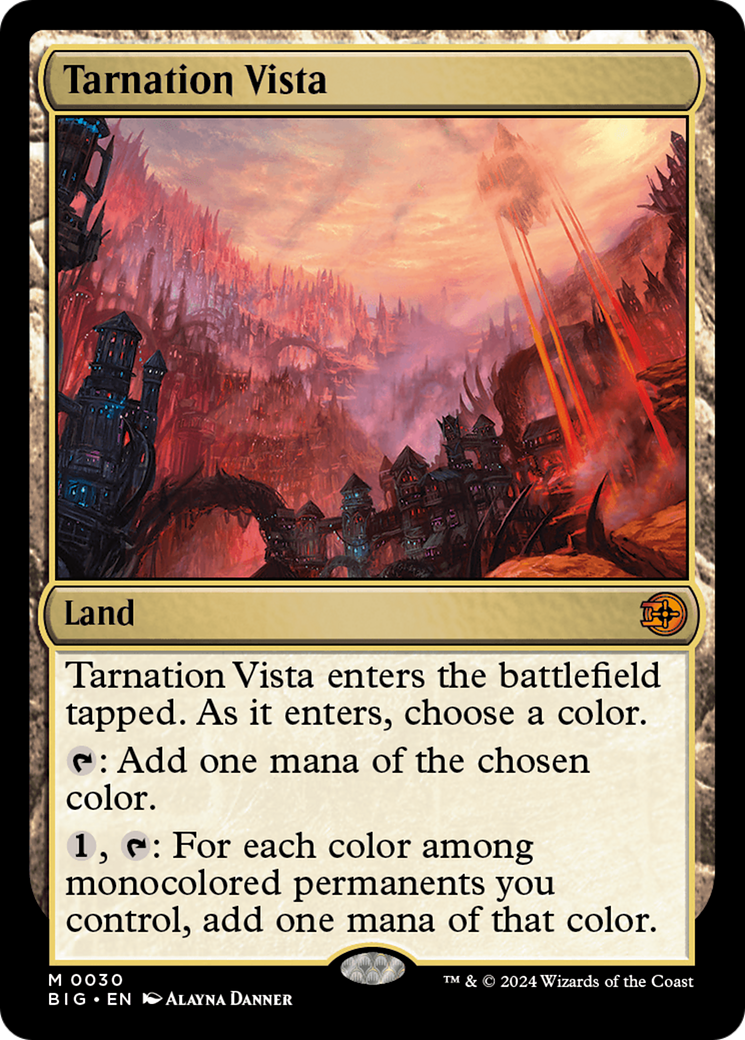 Tarnation Vista
Land
Tarnation Vista enters the battlefield
tapped. As it enters, choose a color.
: Add one mana of the chosen
color.
1, : For each color among
monocolored permanents you
control, add one mana of that color.
M 0030
BIG • EN Alayna Danner
™ & © 2024 Wizards of the Coast